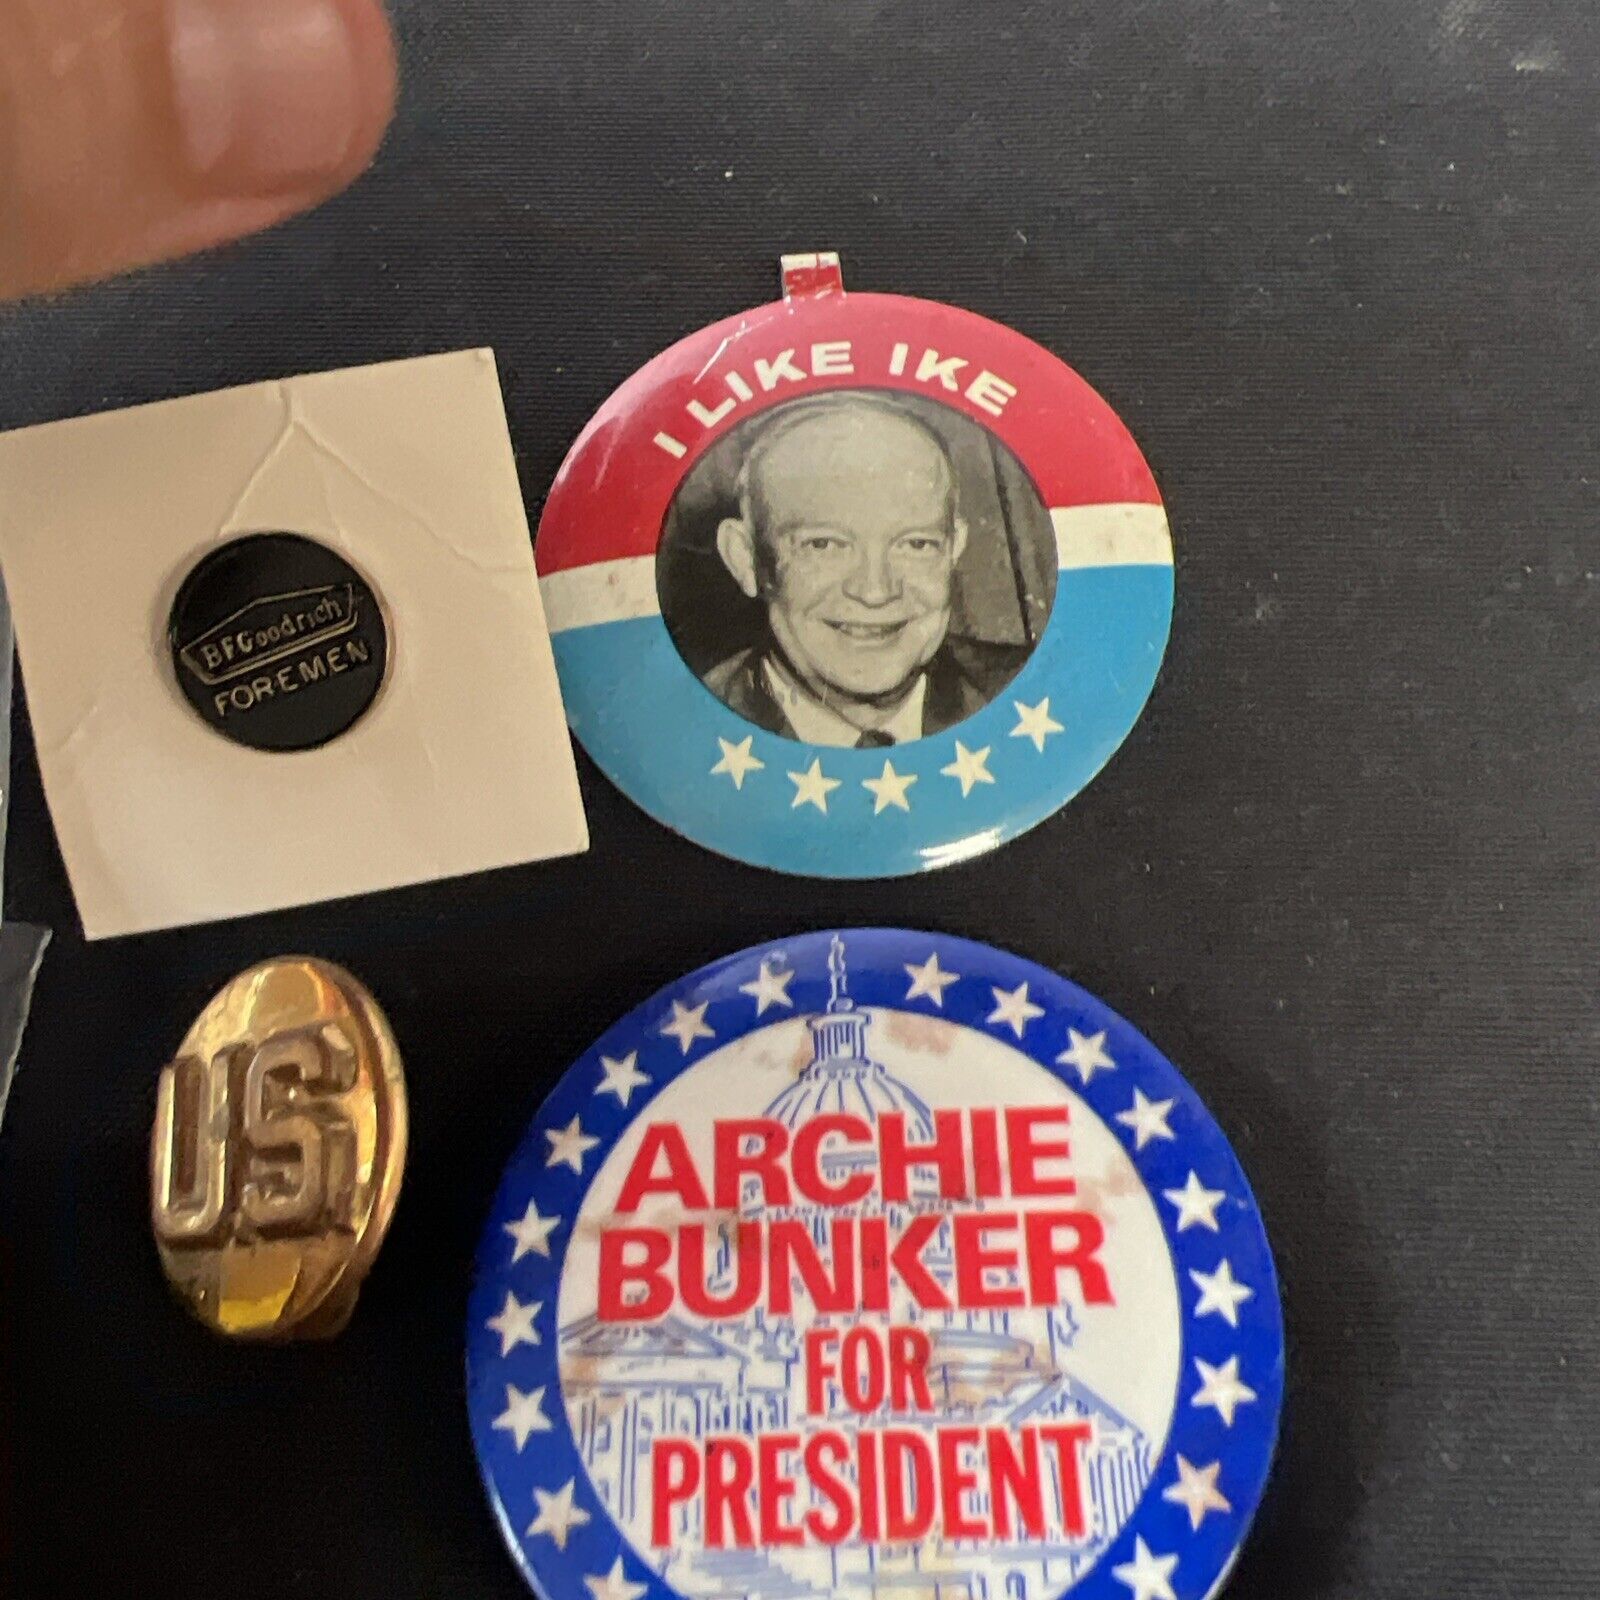 I LIKE IKE
BFGoodrich
FOREMEN
US
ARCHIE
BUNKER
FOR
PRESIDENT